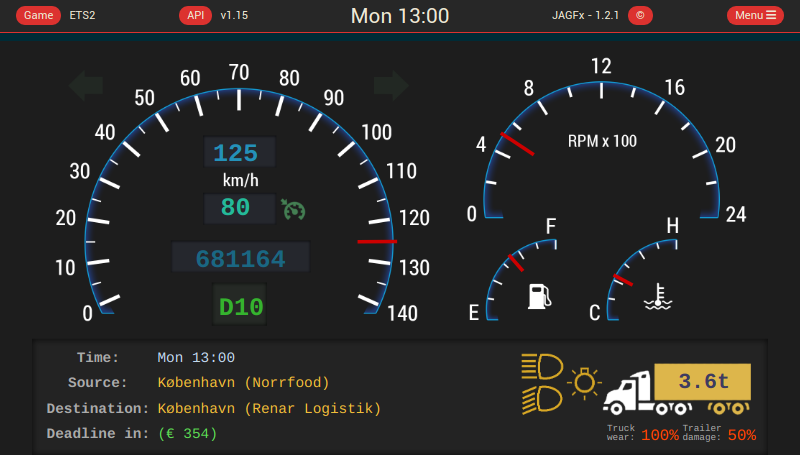 Game ETS2 API v1.15 Mon 13:00 JAGFx - 1.2.1 © Menu
0 10 20 30 40 50 60 70 80 90 100 110 120 130 140
125
km/h
80
681164
D10
0 4 8 12 16 20 24
RPM x 100
E F
C H
Time: Mon 13:00
Source: København (Norrfood)
Destination: København (Renar Logistik)
Deadline in: (€ 354)
3.6t
Truck wear: 100% Trailer damage: 50%